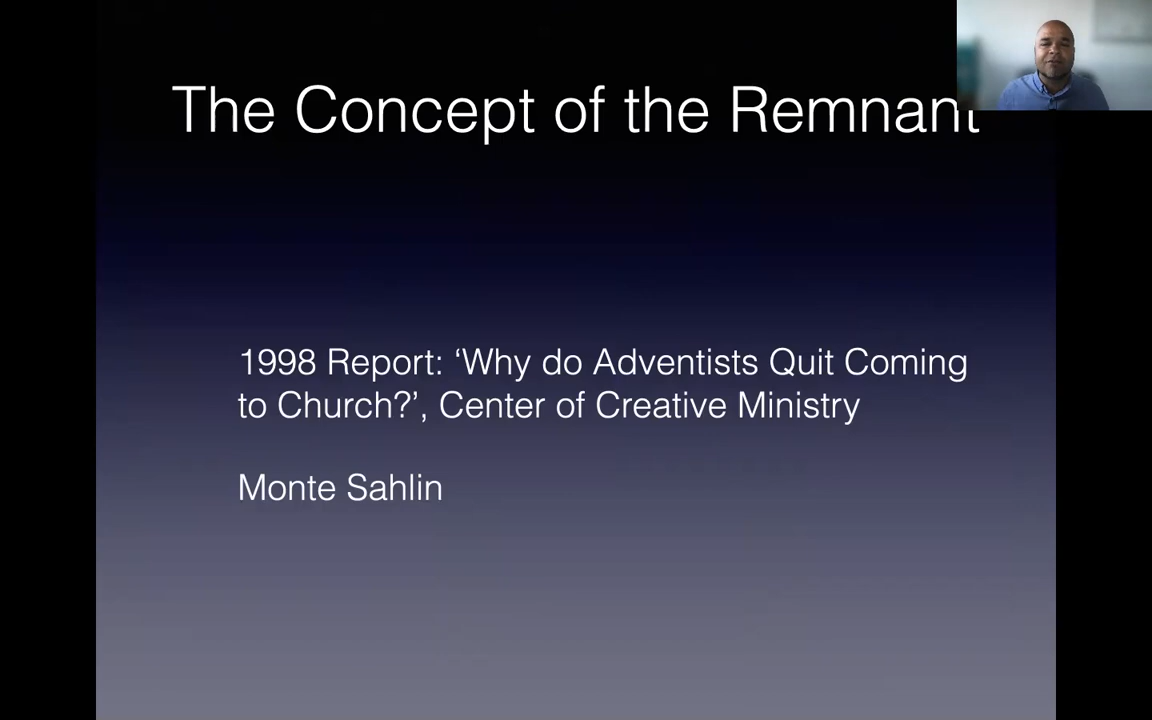 The Concept of the Remnant
1998 Report: ‘Why do Adventists Quit Coming
to Church?’, Center of Creative Ministry
Monte Sahlin